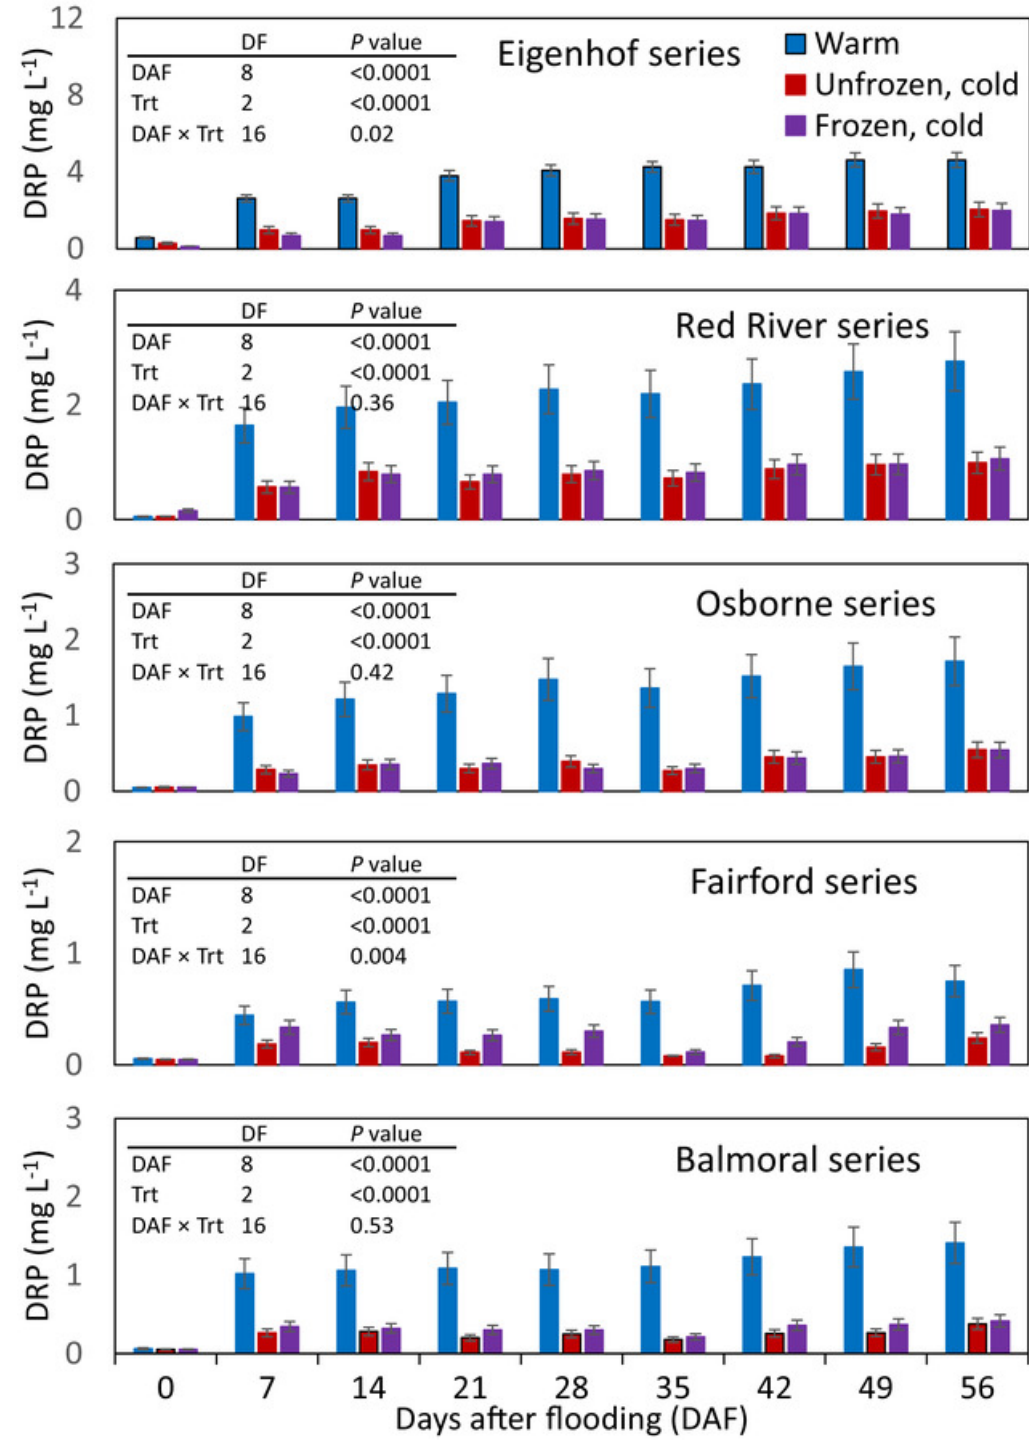 12
8
4
0
DRP (mg L-1)
DF P value
DAF 8 <0.0001
Trt 2 <0.0001
DAF × Trt 16 0.02
Eigenhof series
Warm
Unfrozen, cold
Frozen, cold
4
2
0
DRP (mg L-1)
DF P value
DAF 8 <0.0001
Trt 2 <0.0001
DAF × Trt 16 0.36
Red River series
3
2
1
0
DRP (mg L-1)
DF P value
DAF 8 <0.0001
Trt 2 <0.0001
DAF × Trt 16 0.42
Osborne series
2
1
0
DRP (mg L-1)
DF P value
DAF 8 <0.0001
Trt 2 <0.0001
DAF × Trt 16 0.004
Fairford series
3
2
1
0
DRP (mg L-1)
DF P value
DAF 8 <0.0001
Trt 2 <0.0001
DAF × Trt 16 0.53
Balmoral series
0 7 14 21 28 35 42 49 56
Days after flooding (DAF)